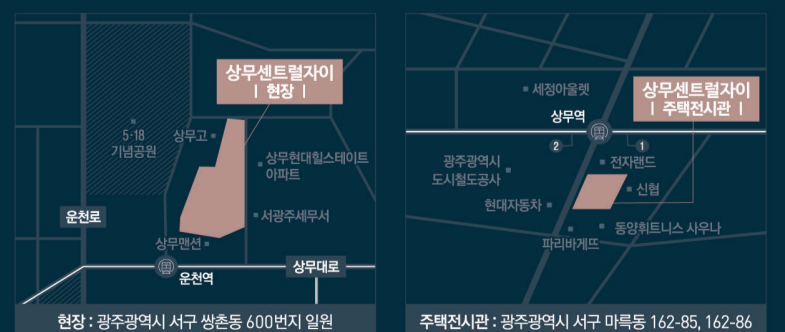 상무센트럴자이
| 현장 |
5·18
기념공원
상무고
상무현대힐스테이트
아파트
운천로
서광주세무서
상무맨션
운천역
상무대로
현장 : 광주광역시 서구 쌍촌동 600번지 일원
세정아울렛
상무센트럴자이
| 주택전시관 |
상무역
2
1
광주광역시
도시철도공사
전자랜드
신협
현대자동차
동양휘트니스 사우나
파리바게뜨
주택전시관 : 광주광역시 서구 마륵동 162-85, 162-86